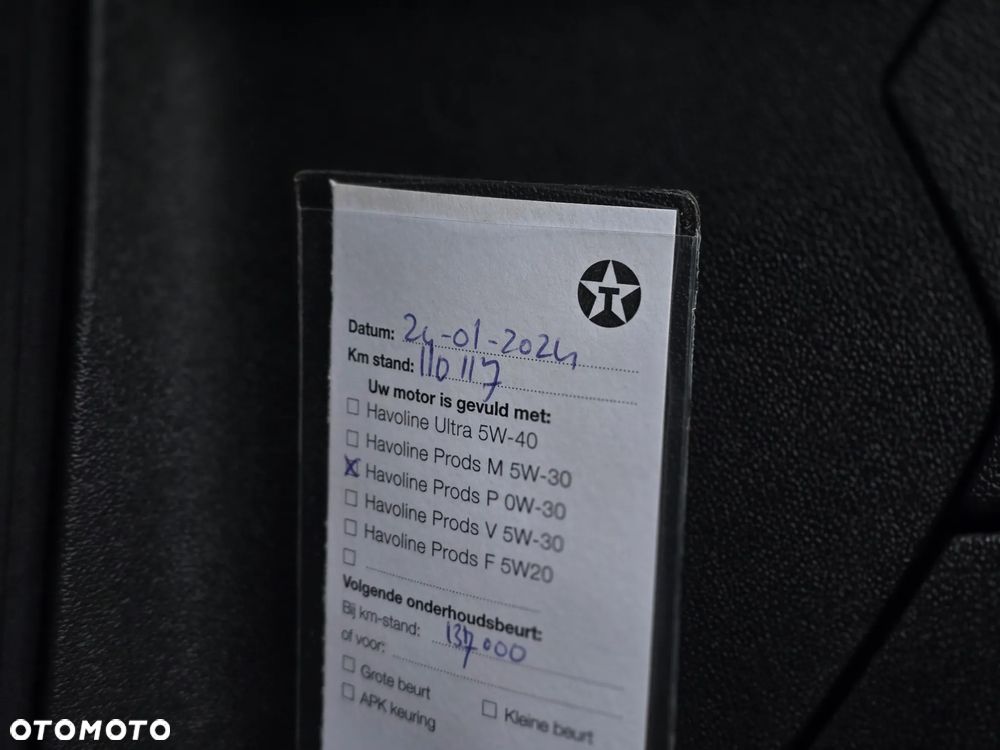 T
Datum: 24-01-2024
Km stand: 110 117
Uw motor is gevuld met:
☐ Havoline Ultra 5W-40
☐ Havoline Prods M 5W-30
☒ Havoline Prods P 0W-30
☐ Havoline Prods V 5W-30
☐ Havoline Prods F 5W20
☐
Volgende onderhoudsbeurt:
Bij km-stand: 137.000
of voor:
☐ Grote beurt ☐ Kleine beurt
☐ APK keuring
OTOMOTO